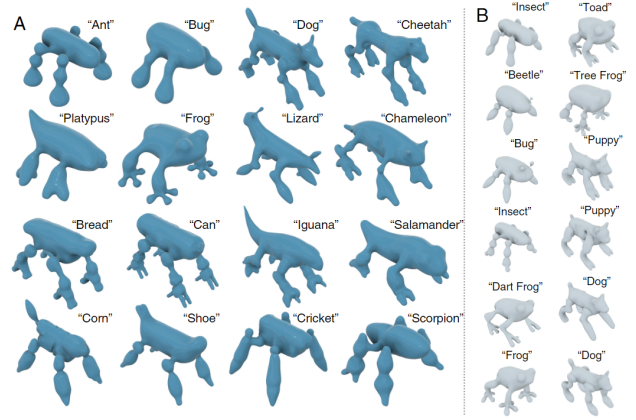 A
"Ant"
"Bug"
"Dog"
"Cheetah"
"Platypus"
"Frog"
"Lizard"
"Chameleon"
"Bread"
"Can"
"Iguana"
"Salamander"
"Corn"
"Shoe"
"Cricket"
"Scorpion"
B
"Insect"
"Toad"
"Beetle"
"Tree Frog"
"Bug"
"Puppy"
"Insect"
"Puppy"
"Dart Frog"
"Dog"
"Frog"
"Dog"